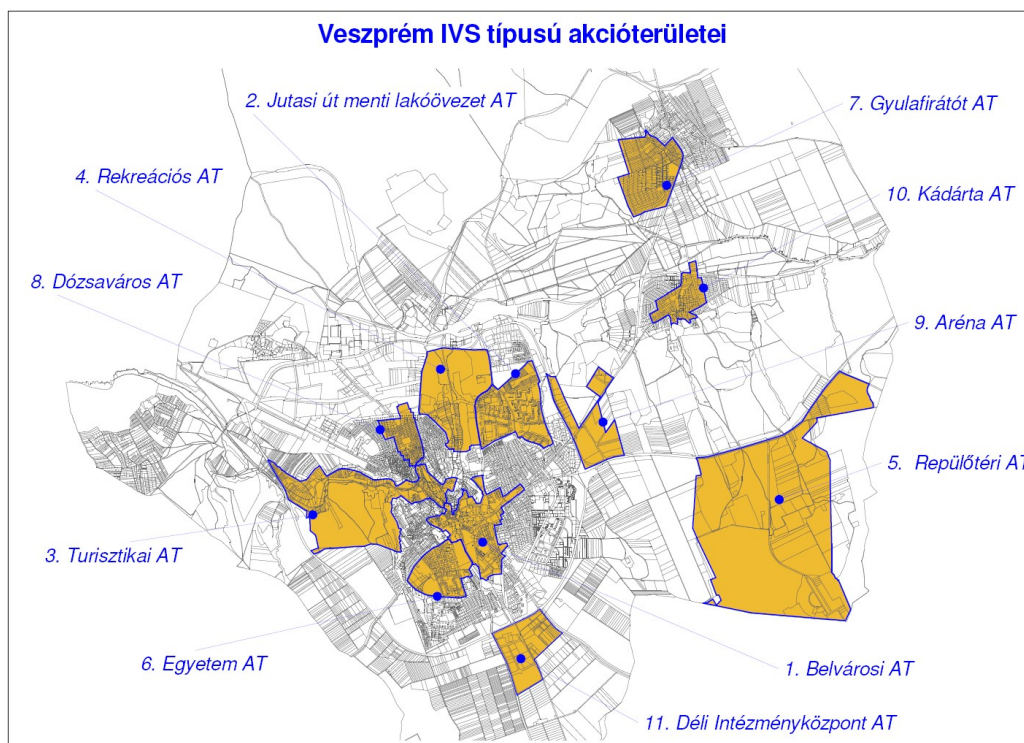 Veszprém IVS típusú akcióterületei
2. Jutasi út menti lakóövezet AT
7. Gyulafirátót AT
4. Rekreációs AT
10. Kádárta AT
8. Dózsaváros AT
9. Aréna AT
5. Repülőtéri AT
3. Turisztikai AT
6. Egyetem AT
1. Belvárosi AT
11. Déli Intézményközpont AT